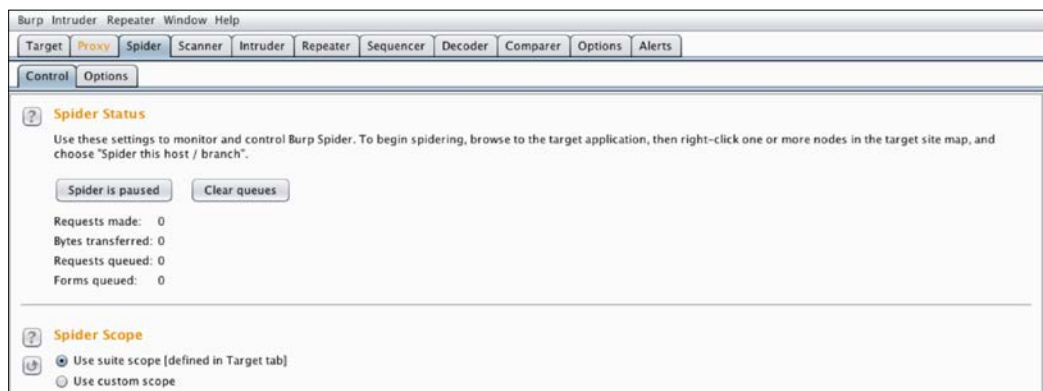 Burp Intruder Repeater Window Help
Target Proxy Spider Scanner Intruder Repeater Sequencer Decoder Comparer Options Alerts
Control Options
? Spider Status
Use these settings to monitor and control Burp Spider. To begin spidering, browse to the target application, then right-click one or more nodes in the target site map, and
choose "Spider this host / branch".
Spider is paused Clear queues
Requests made: 0
Bytes transferred: 0
Requests queued: 0
Forms queued: 0
? Spider Scope
Use suite scope [defined in Target tab]
Use custom scope